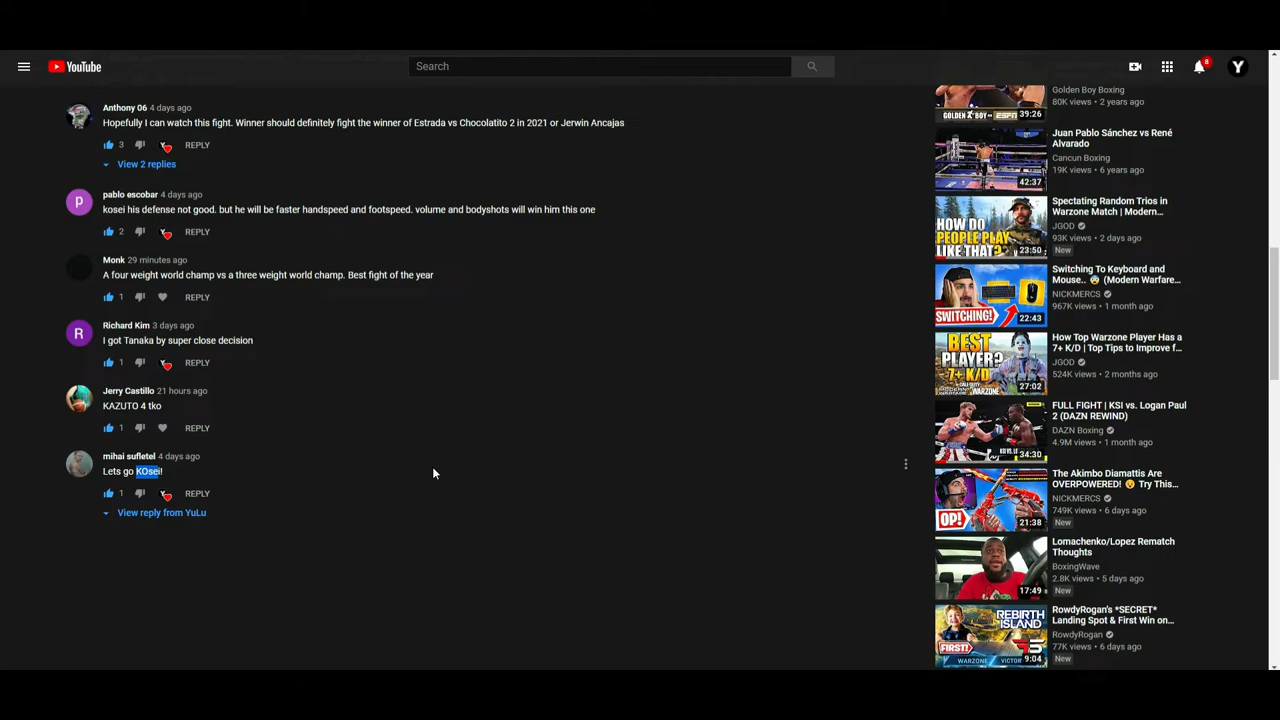 YouTube
Search
8
Y
Anthony 06 4 days ago
Hopefully I can watch this fight. Winner should definitely fight the winner of Estrada vs Chocolatito 2 in 2021 or Jerwin Ancajas
3 REPLY
View 2 replies
P
pablo escobar 4 days ago
kosei his defense not good. but he will be faster handspeed and footspeed. volume and bodyshots will win him this one
2 REPLY
Monk 29 minutes ago
A four weight world champ vs a three weight world champ. Best fight of the year
1 REPLY
R
Richard Kim 3 days ago
I got Tanaka by super close decision
1 REPLY
Jerry Castillo 21 hours ago
KAZUTO 4 tko
1 REPLY
mihai sufletel 4 days ago
Lets go KOsei!
1 REPLY
View reply from YuLu
GOLDEN BOY ESPN
39:26
Golden Boy Boxing
80K views • 2 years ago
42:37
Juan Pablo Sánchez vs René
Alvarado
Cancun Boxing
19K views • 6 years ago
HOW DO
PEOPLE PLAY
LIKE THAT?
23:50
Spectating Random Trios in
Warzone Match | Modern...
JGOD
93K views • 2 days ago
New
SWITCHING!
22:43
Switching To Keyboard and
Mouse.. (Modern Warfare...
NICKMERCS
967K views • 1 month ago
BEST
PLAYER?
7+ K/D
27:02
How Top Warzone Player Has a
7+ K/D | Top Tips to Improve f...
JGOD
524K views • 2 months ago
34:30
FULL FIGHT | KSI vs. Logan Paul
2 (DAZN REWIND)
DAZN Boxing
4.9M views • 1 month ago
OP!
21:38
The Akimbo Diamattis Are
OVERPOWERED! Try This...
NICKMERCS
749K views • 6 days ago
New
17:49
Lomachenko/Lopez Rematch
Thoughts
BoxingWave
2.8K views • 5 days ago
New
REBIRTH
ISLAND
FIRST!
WARZONE VICTOR
9:04
RowdyRogan's *SECRET*
Landing Spot & First Win on...
RowdyRogan
77K views • 6 days ago
New